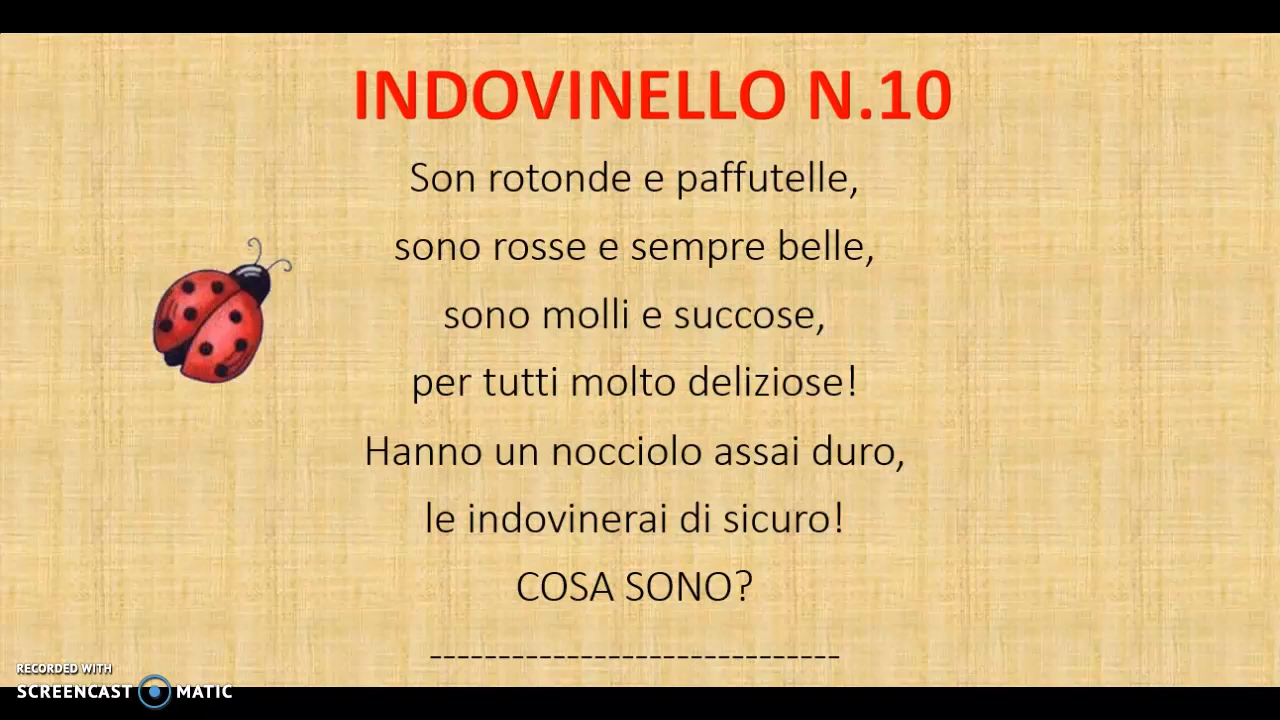 INDOVINELLO N.10
Son rotonde e paffutelle,
sono rosse e sempre belle,
sono molli e succose,
per tutti molto deliziose!
Hanno un nocciolo assai duro,
le indovinerai di sicuro!
COSA SONO?
------------------------------
RECORDED WITH
SCREENCAST MATIC